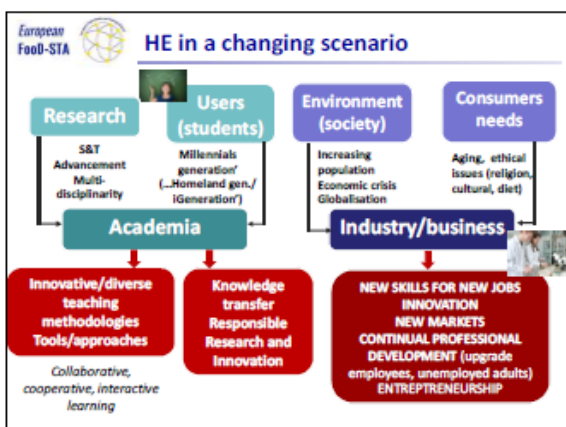 European
FooD-STA
HE in a changing scenario
Research
Users
(students)
Environment
(society)
Consumers
needs
S&T
Advancement
Multi-
disciplinarity
Millennials
generation'
(...Homeland gen./
iGeneration')
Increasing
population
Economic crisis
Globalisation
Aging, ethical
issues (religion,
cultural, diet)
Academia
Industry/business
Innovative/diverse
teaching
methodologies
Tools/approaches
Knowledge
transfer
Responsible
Research and
Innovation
NEW SKILLS FOR NEW JOBS
INNOVATION
NEW MARKETS
CONTINUAL PROFESSIONAL
DEVELOPMENT (upgrade
employees, unemployed adults)
ENTREPTRENEURSHIP
Collaborative,
cooperative, interactive
learning